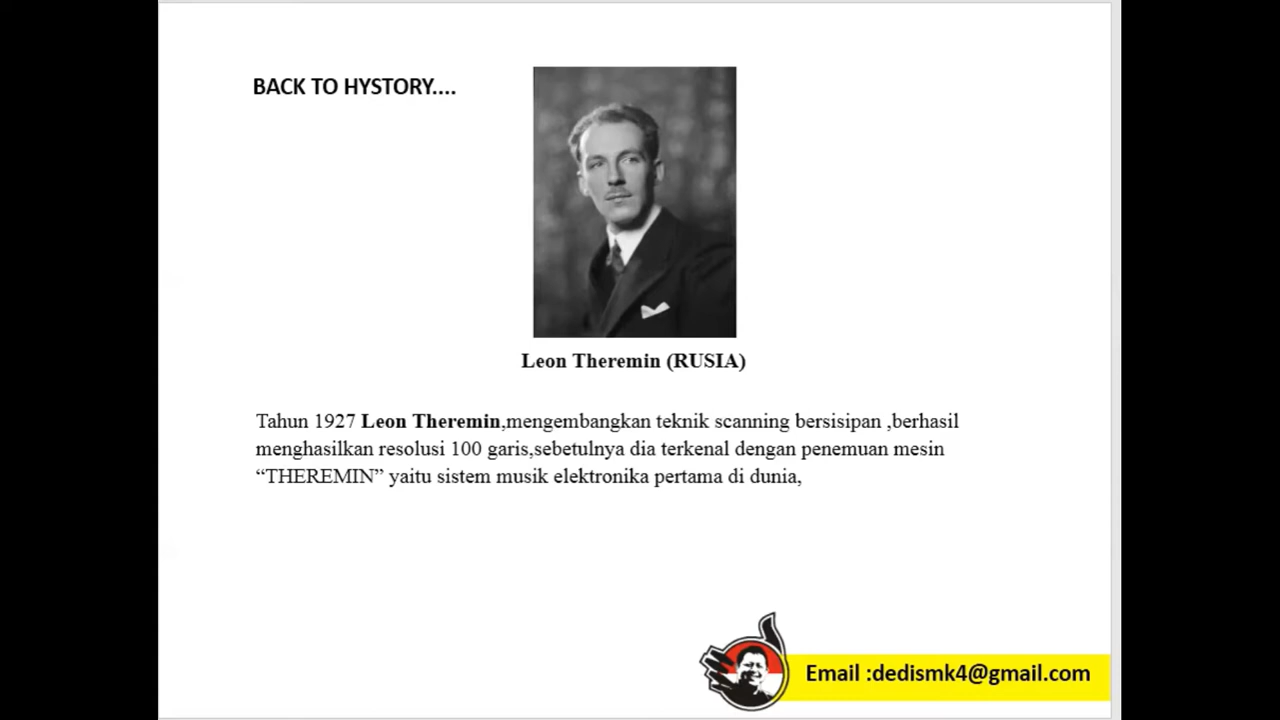 BACK TO HYSTORY....
Leon Theremin (RUSIA)
Tahun 1927 Leon Theremin,mengembangkan teknik scanning bersisipan ,berhasil
menghasilkan resolusi 100 garis,sebetulnya dia terkenal dengan penemuan mesin
“THEREMIN” yaitu sistem musik elektronika pertama di dunia,
Email :dedismk4@gmail.com